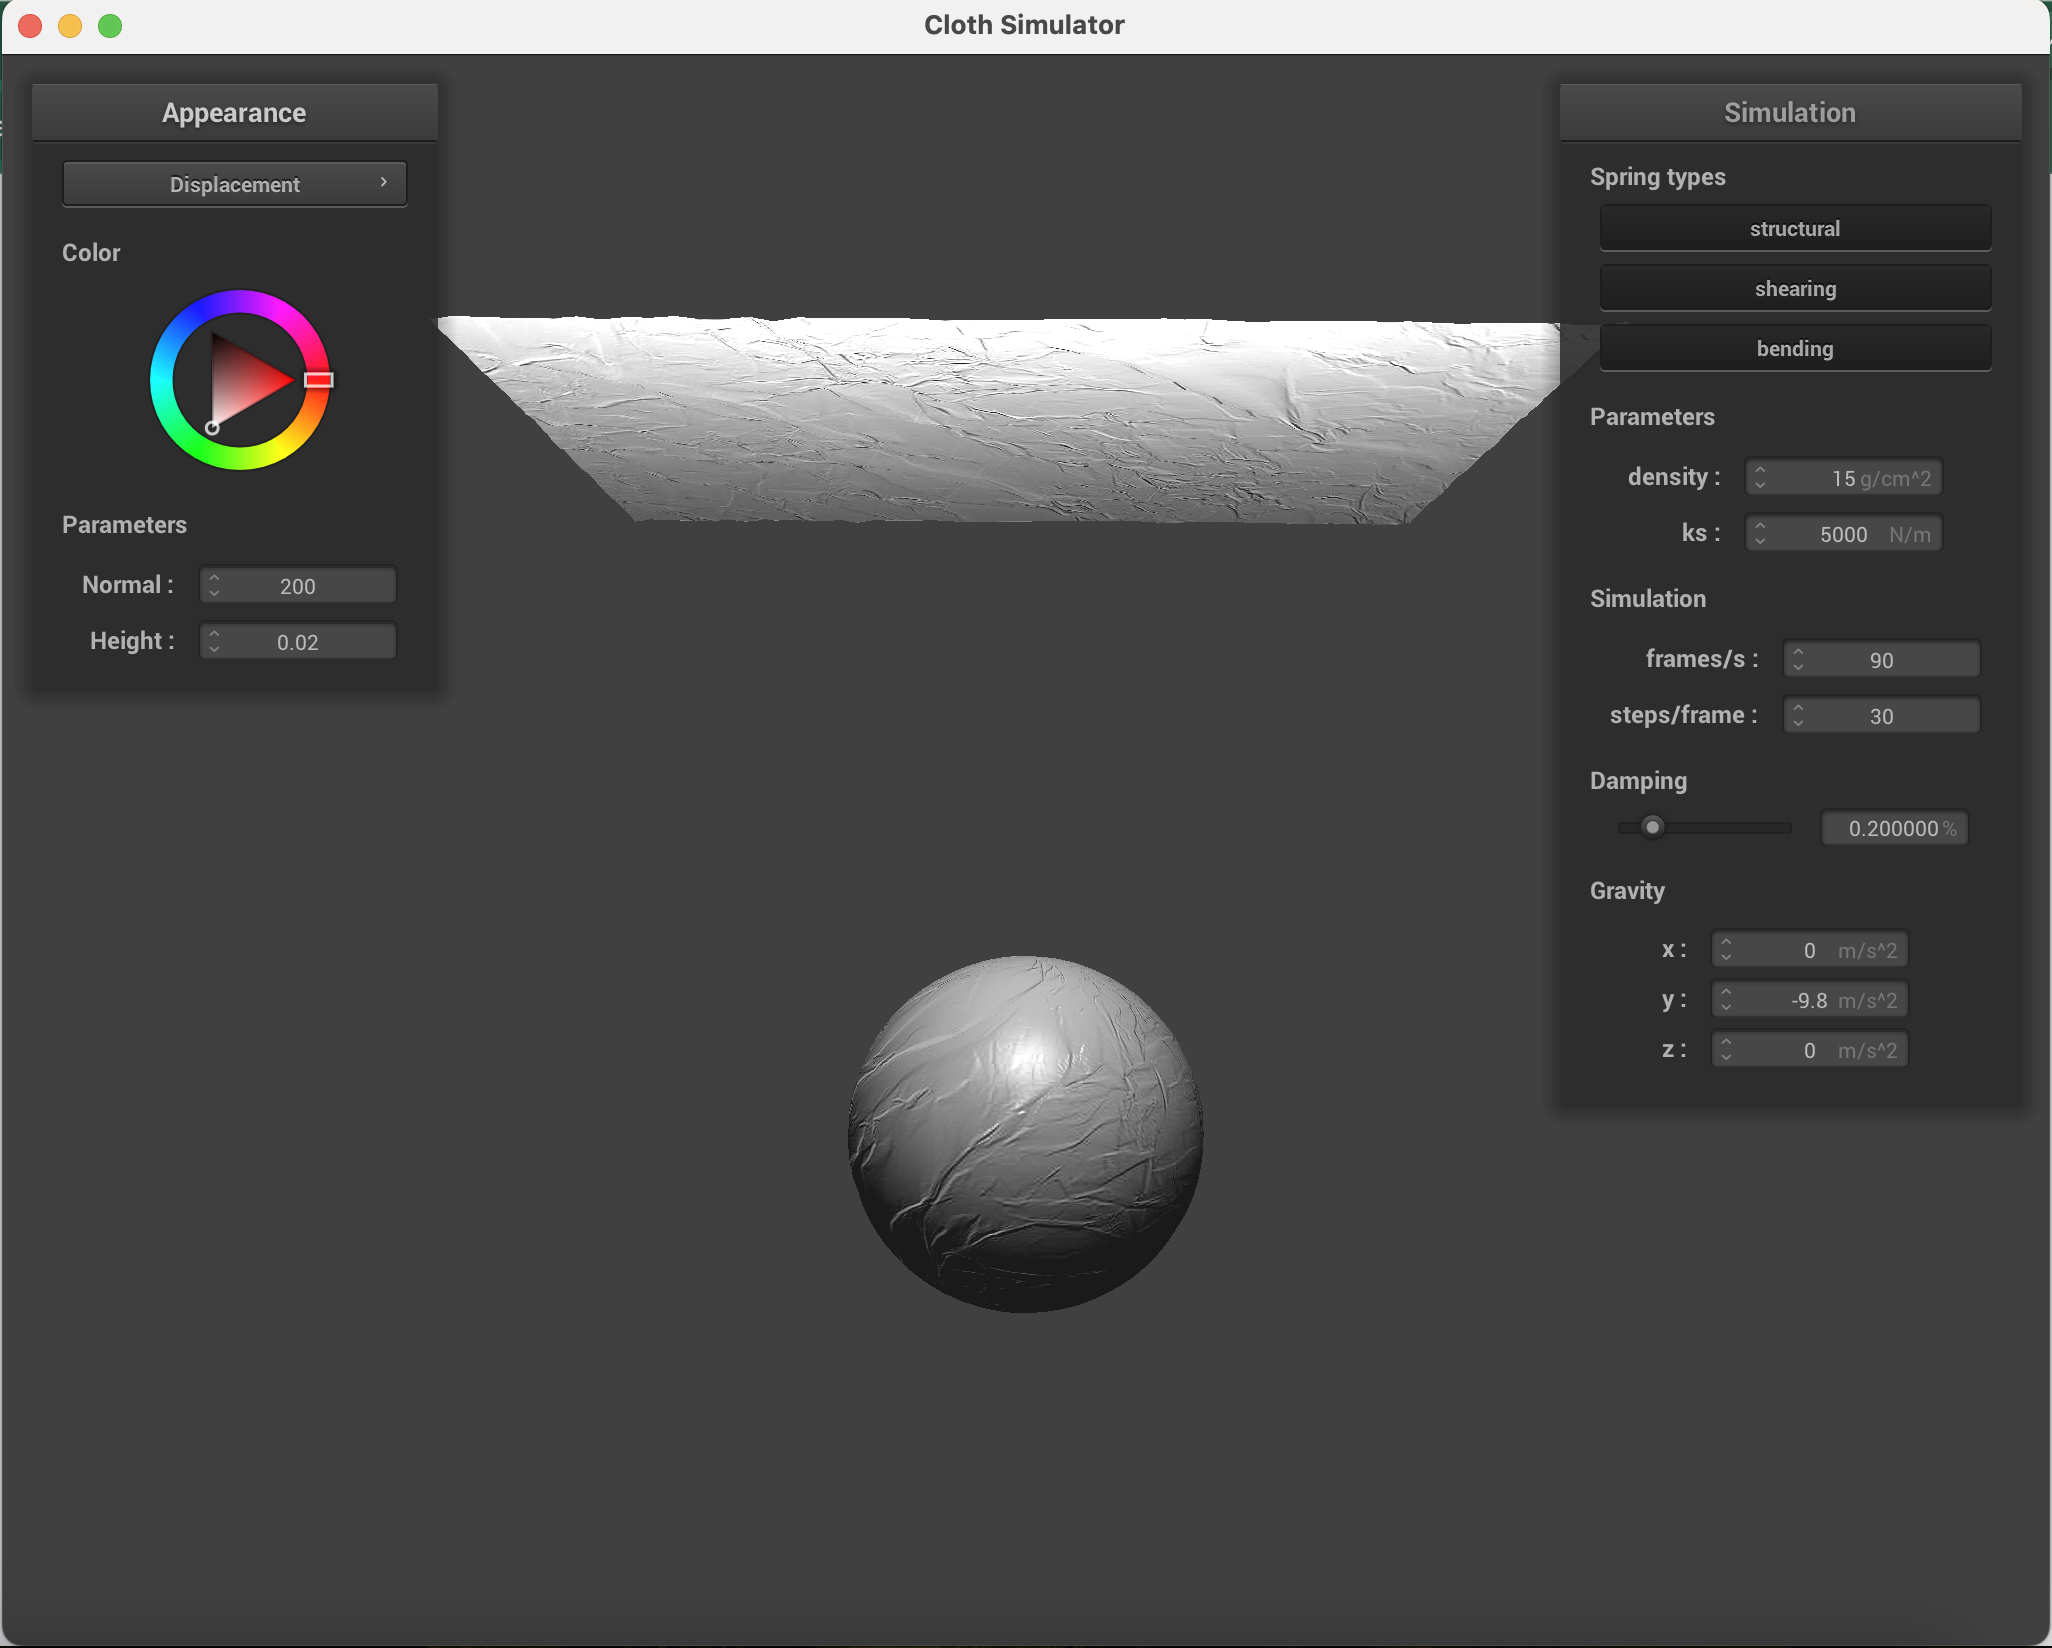 Cloth Simulator
Appearance
Displacement
Color
Parameters
Normal : 200
Height : 0.02
Simulation
Spring types
structural
shearing
bending
Parameters
density : 15 g/cm^2
ks : 5000 N/m
Simulation
frames/s : 90
steps/frame : 30
Damping
0.200000 %
Gravity
x : 0 m/s^2
y : -9.8 m/s^2
z : 0 m/s^2